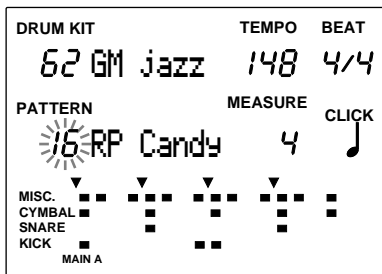 DRUM KIT TEMPO BEAT
62 GM jazz 148 4/4
PATTERN MEASURE CLICK
16 RP Candy 4
MISC.
CYMBAL
SNARE
KICK
MAIN A